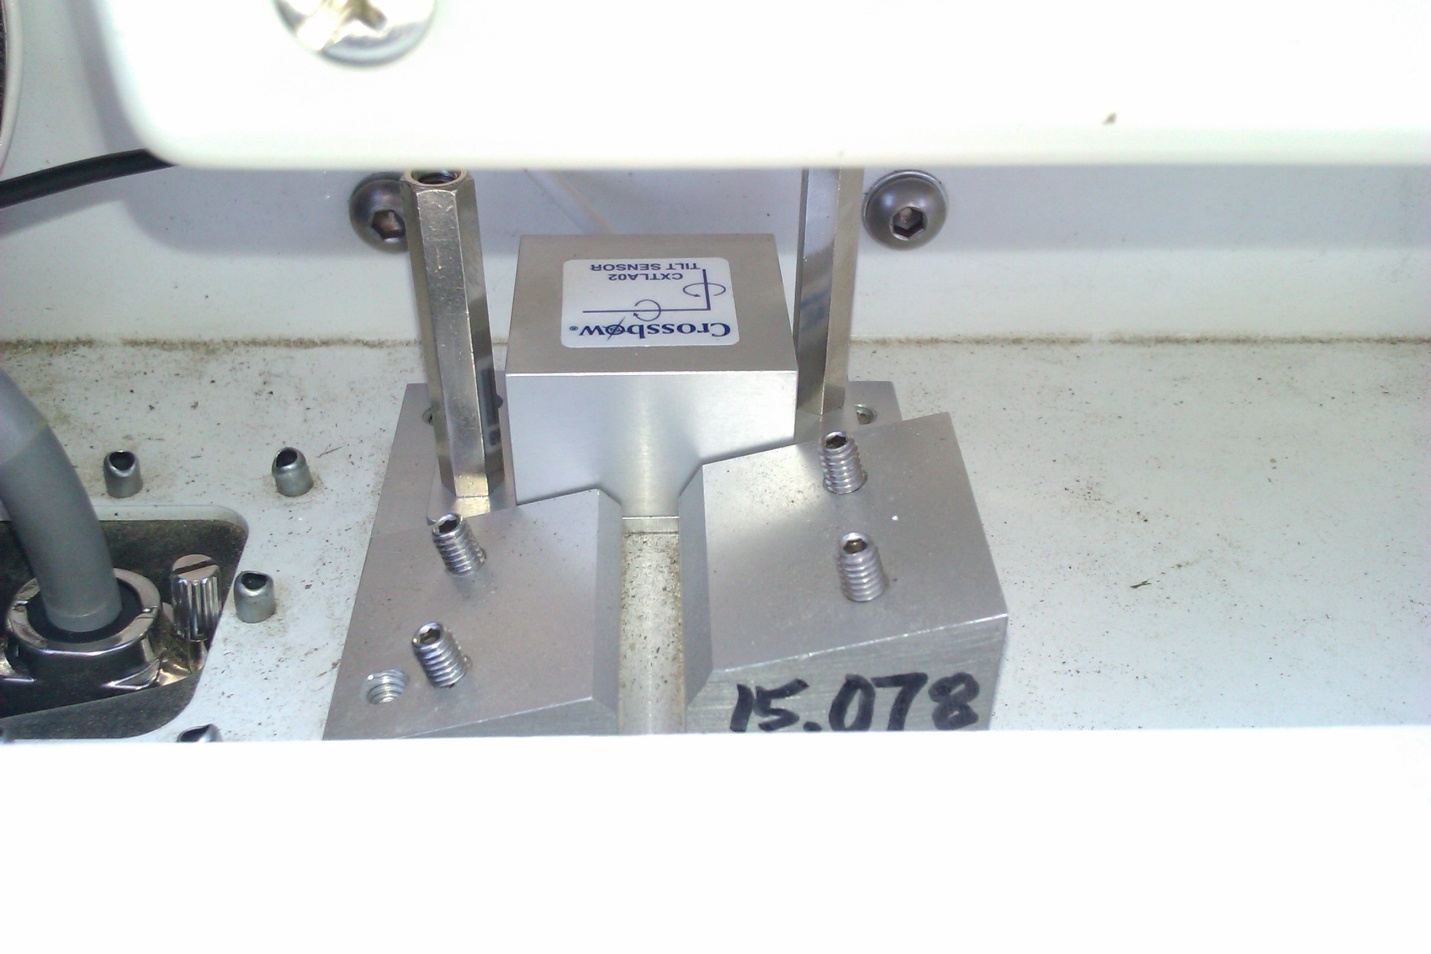 Crossbow®
CXTLA02
TILT SENSOR
15.078